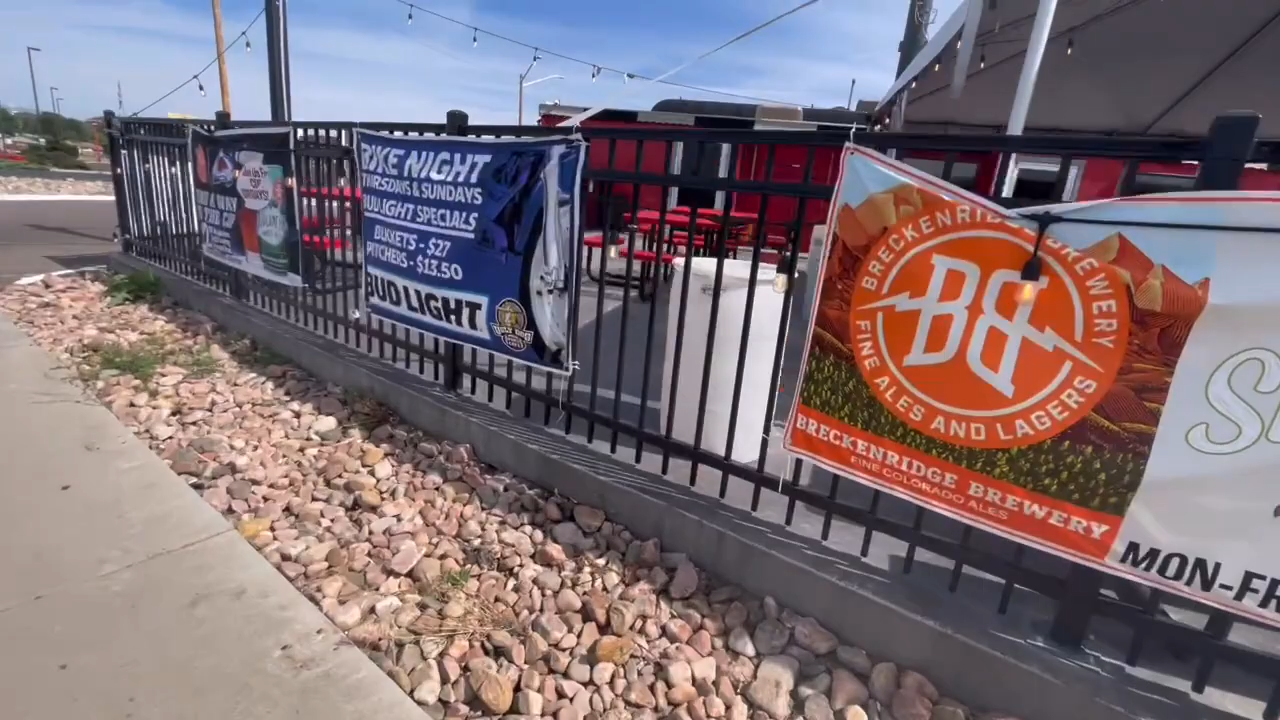 BIKE NIGHT
THURSDAYS & SUNDAYS
BUD LIGHT SPECIALS
BUCKETS - $27
PITCHERS - $13.50
BUD LIGHT
BRECKENRIDGE BREWERY
BB
FINE ALES AND LAGERS
BRECKENRIDGE BREWERY
FINE COLORADO ALES
MON-FR